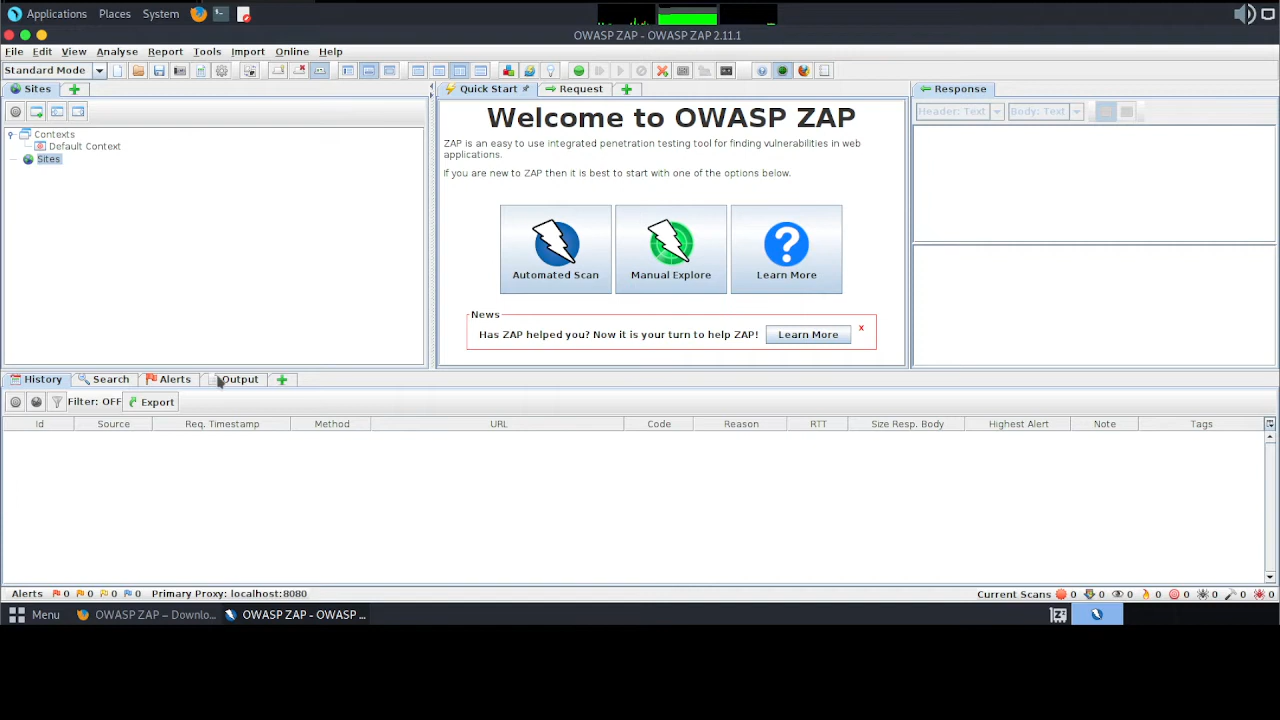 Applications Places System
OWASP ZAP - OWASP ZAP 2.11.1
File Edit View Analyse Report Tools Import Online Help
Standard Mode
Sites
Quick Start Request
Response
Welcome to OWASP ZAP
Header: Text Body: Text
ZAP is an easy to use integrated penetration testing tool for finding vulnerabilities in web
applications.
If you are new to ZAP then it is best to start with one of the options below.
Contexts
Default Context
Sites
Automated Scan Manual Explore Learn More
News
Has ZAP helped you? Now it is your turn to help ZAP! Learn More x
History Search Alerts Output
Filter: OFF Export
Id Source Req. Timestamp Method URL Code Reason RTT Size Resp. Body Highest Alert Note Tags
Alerts 0 0 0 0 Primary Proxy: localhost:8080 Current Scans 0 0 0 0 0 0 0 0
Menu OWASP ZAP – Downlo... OWASP ZAP - OWASP ...